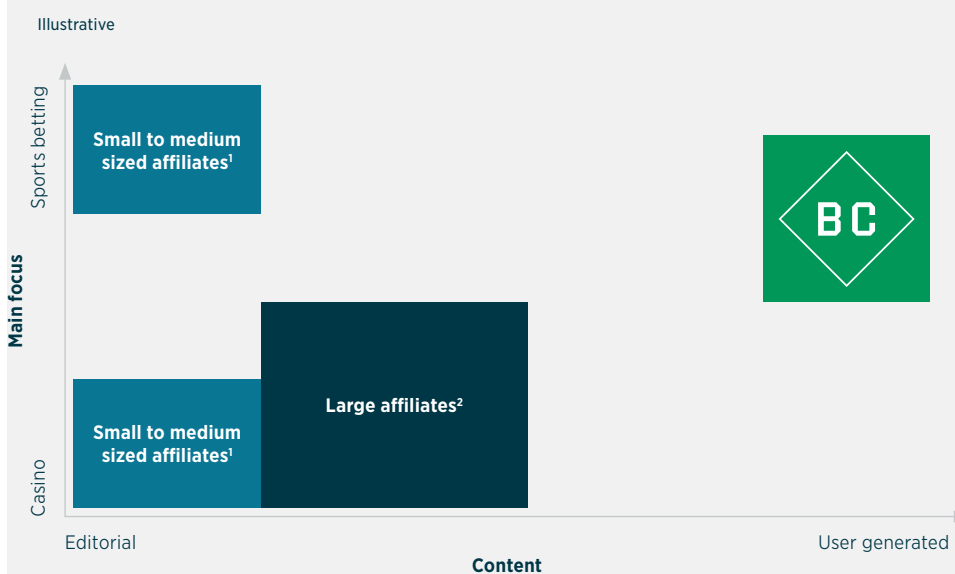 Illustrative
Sports betting
Main focus
Casino
Small to medium
sized affiliates¹
BC
Large affiliates²
Small to medium
sized affiliates¹
Editorial
User generated
Content